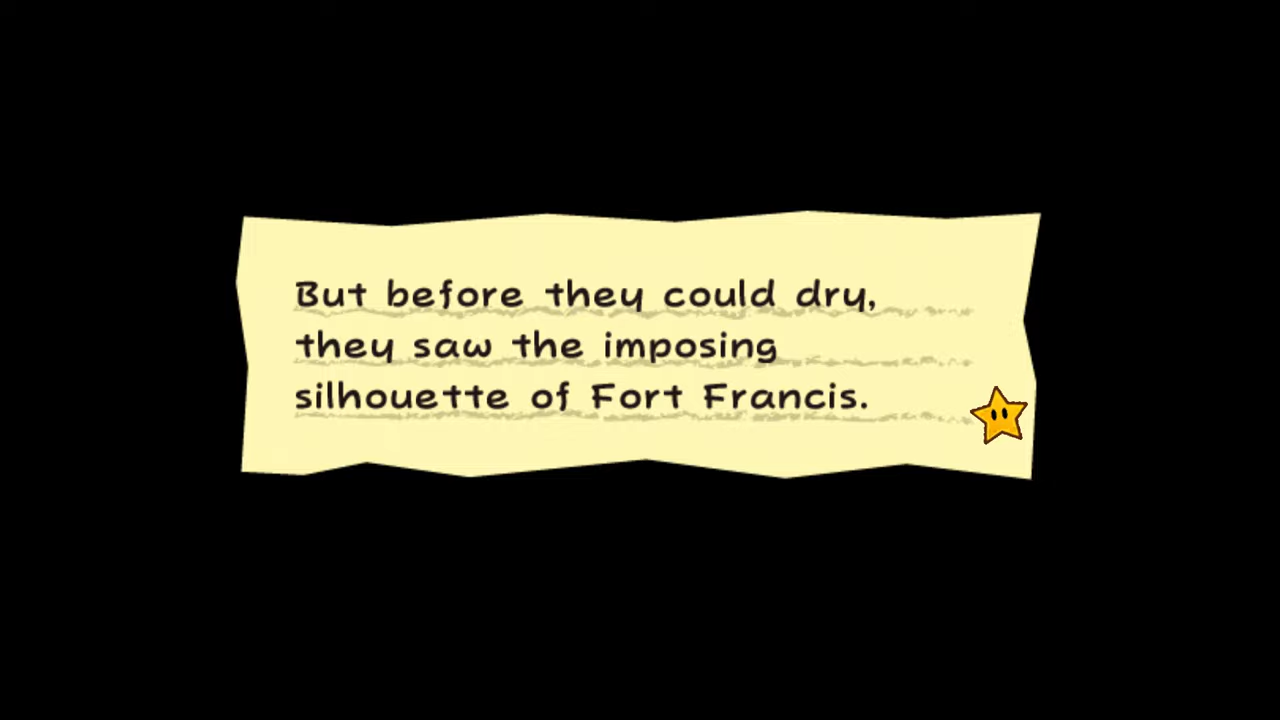 But before they could dry,
they saw the imposing
silhouette of Fort Francis.